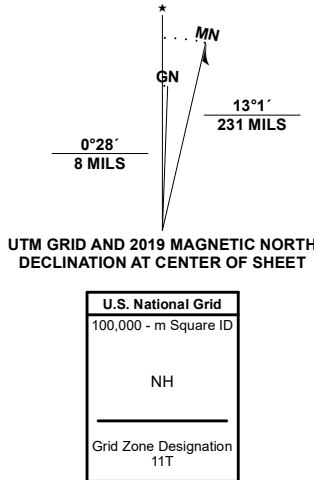 ★
MN
GN
13°1´
231 MILS
0°28´
8 MILS
UTM GRID AND 2019 MAGNETIC NORTH
DECLINATION AT CENTER OF SHEET
U.S. National Grid
100,000 - m Square ID
NH
Grid Zone Designation
11T